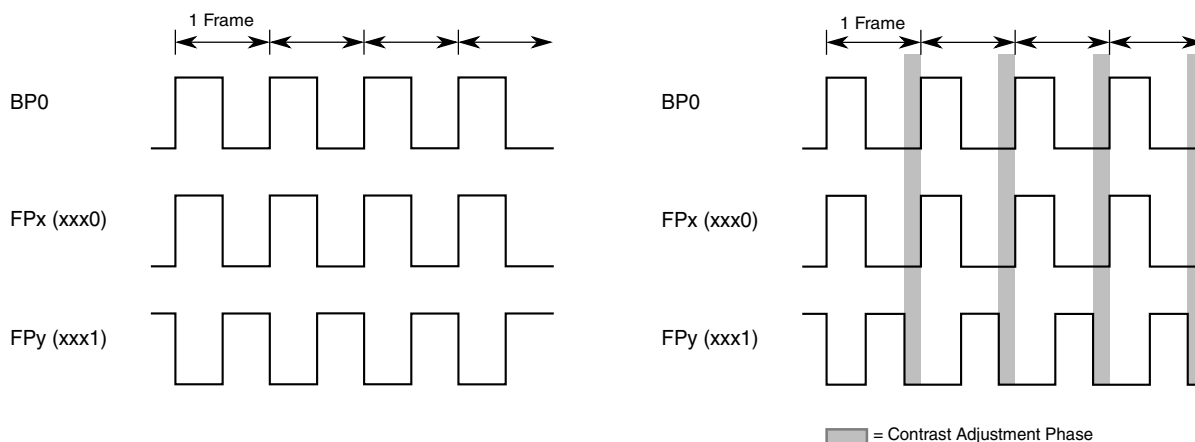 1 Frame
BP0
FPx (xxx0)
FPy (xxx1)
1 Frame
BP0
FPx (xxx0)
FPy (xxx1)
= Contrast Adjustment Phase